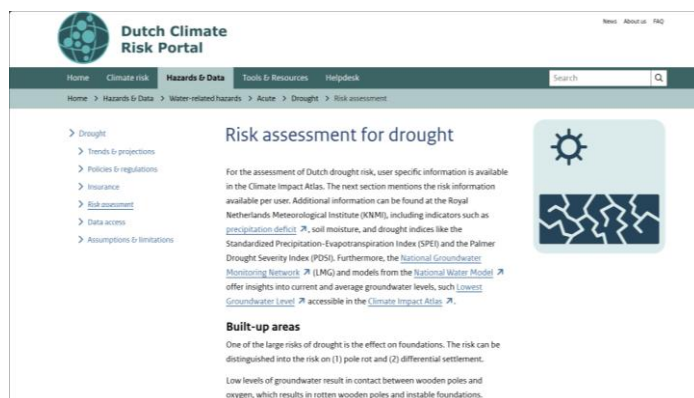 News About us FAQ
Dutch Climate
Risk Portal
Home Climate risk Hazards & Data Tools & Resources Helpdesk Search
Home > Hazards & Data > Water-related hazards > Acute > Drought > Risk assessment
> Drought
> Trends & projections
> Policies & regulations
> Insurance
> Risk assessment
> Data access
> Assumptions & limitations
Risk assessment for drought
For the assessment of Dutch drought risk, user specific information is available
in the Climate Impact Atlas. The next section mentions the risk information
available per user. Additional information can be found at the Royal
Netherlands Meteorological Institute (KNMI), including indicators such as
precipitation deficit ↗, soil moisture, and drought indices like the
Standardized Precipitation-Evapotranspiration Index (SPEI) and the Palmer
Drought Severity Index (PDSI). Furthermore, the National Groundwater
Monitoring Network ↗ (LMG) and models from the National Water Model ↗
offer insights into current and average groundwater levels, such Lowest
Groundwater Level ↗ accessible in the Climate Impact Atlas ↗.
Built-up areas
One of the large risks of drought is the effect on foundations. The risk can be
distinguished into the risk on (1) pole rot and (2) differential settlement.
Low levels of groundwater result in contact between wooden poles and
oxygen, which results in rotten wooden poles and instable foundations.